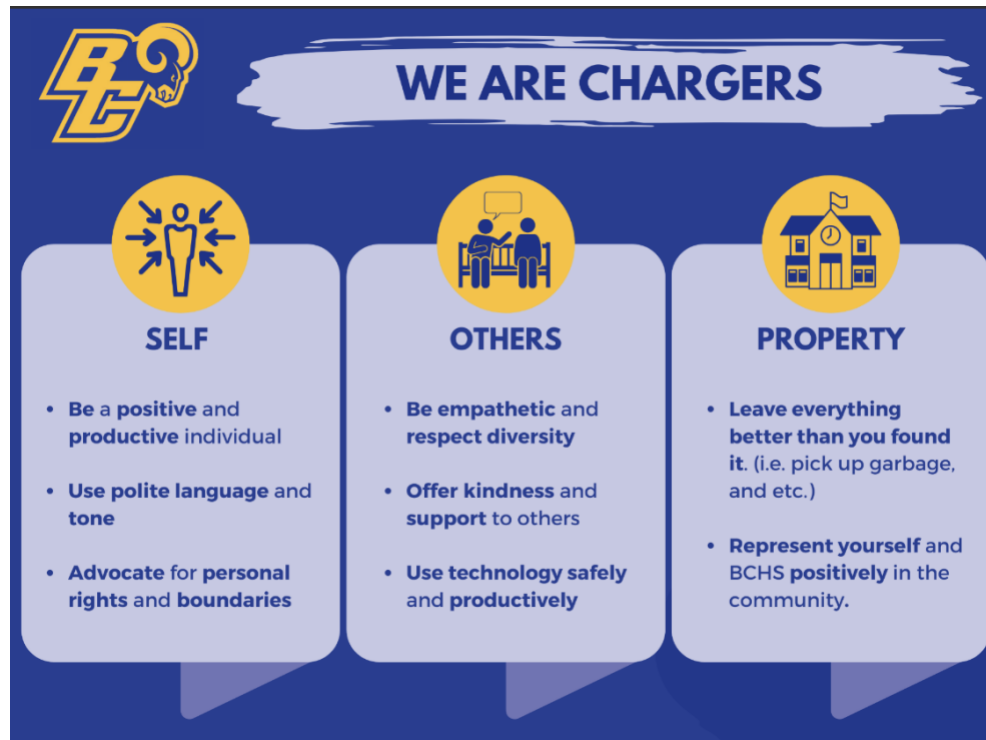 BC
WE ARE CHARGERS
SELF
• Be a positive and
productive individual
• Use polite language and
tone
• Advocate for personal
rights and boundaries
OTHERS
• Be empathetic and
respect diversity
• Offer kindness and
support to others
• Use technology safely
and productively
PROPERTY
• Leave everything
better than you found
it. (i.e. pick up garbage,
and etc.)
• Represent yourself and
BCHS positively in the
community.